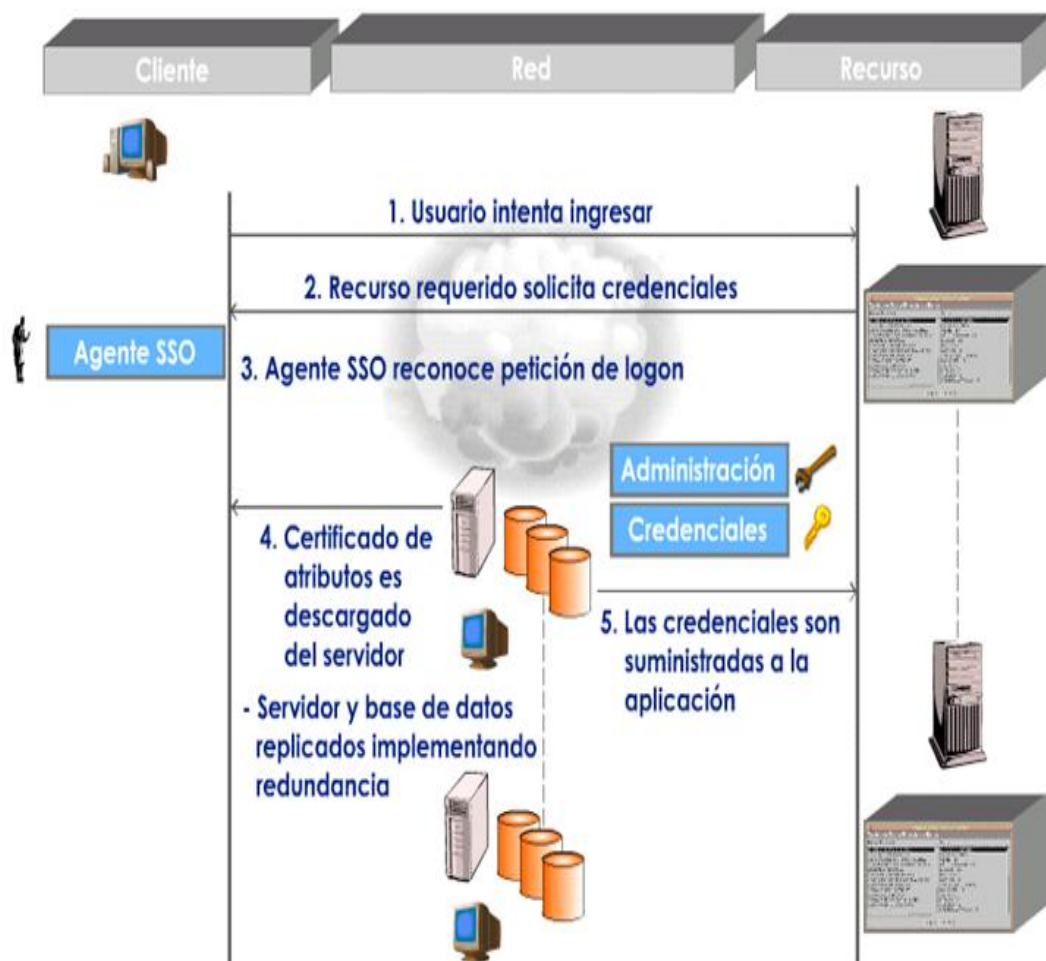 Cliente
Red
Recurso
1. Usuario intenta ingresar
2. Recurso requerido solicita credenciales
Agente SSO
3. Agente SSO reconoce petición de logon
Administración
Credenciales
4. Certificado de
atributos es
descargado
del servidor
5. Las credenciales son
suministradas a la
aplicación
- Servidor y base de datos
replicados implementando
redundancia